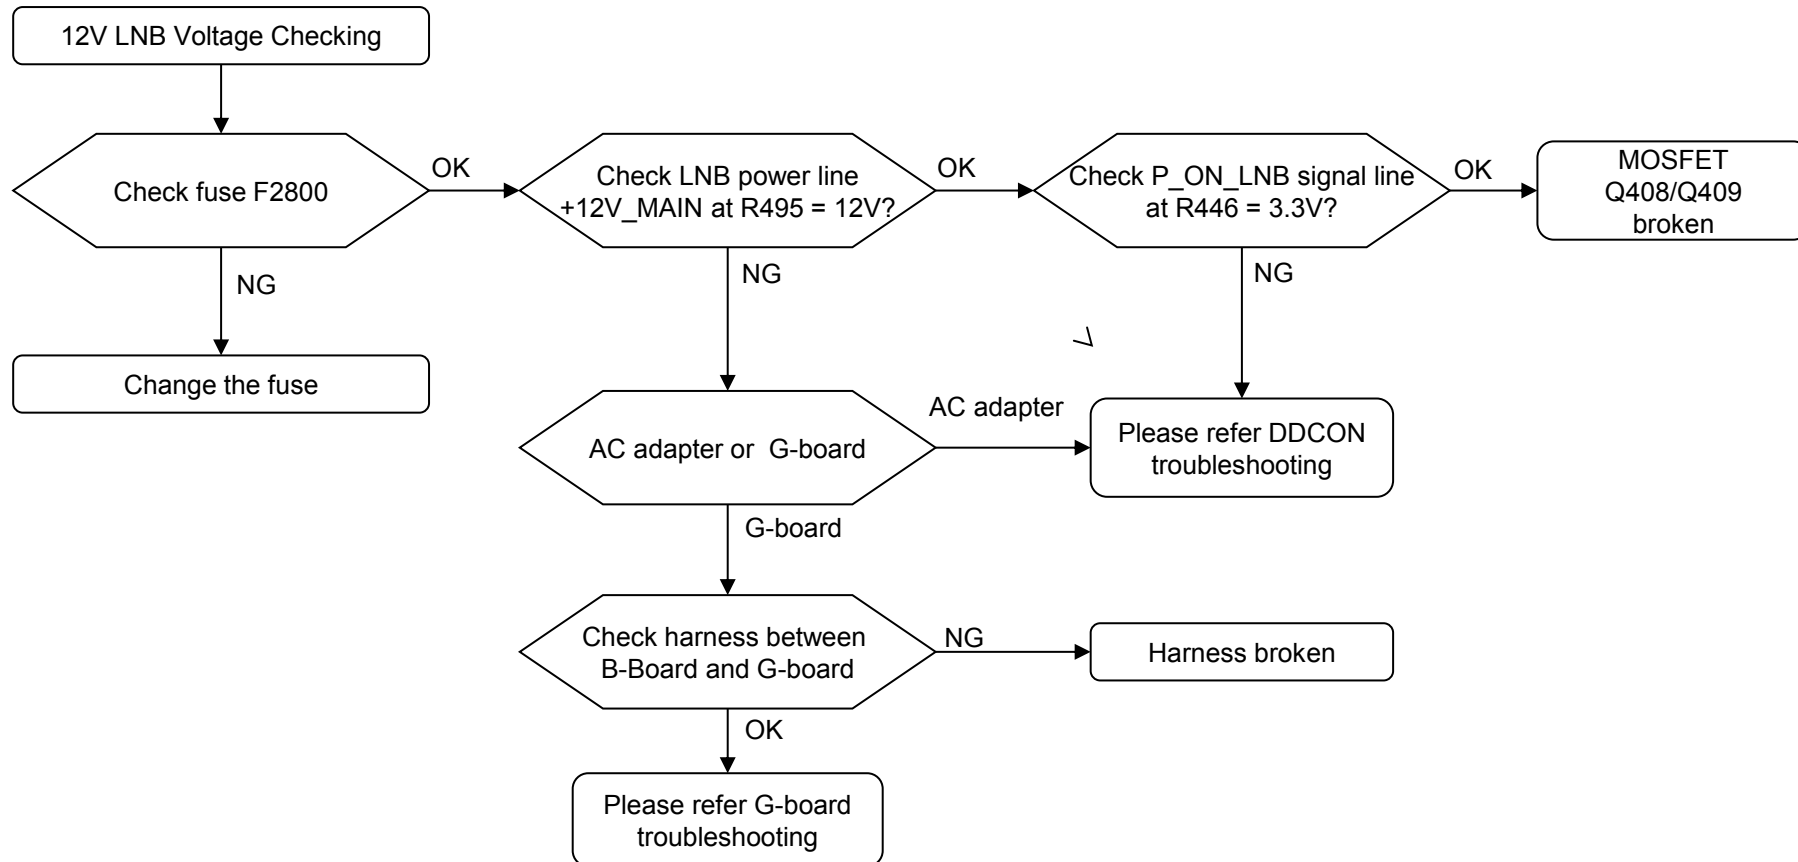 12V LNB Voltage Checking
Check fuse F2800
OK
Check LNB power line
+12V_MAIN at R495 = 12V?
OK
Check P_ON_LNB signal line
at R446 = 3.3V?
OK
MOSFET
Q408/Q409
broken
NG
NG
NG
Change the fuse
AC adapter or G-board
AC adapter
Please refer DDCON
troubleshooting
G-board
Check harness between
B-Board and G-board
NG
Harness broken
OK
Please refer G-board
troubleshooting